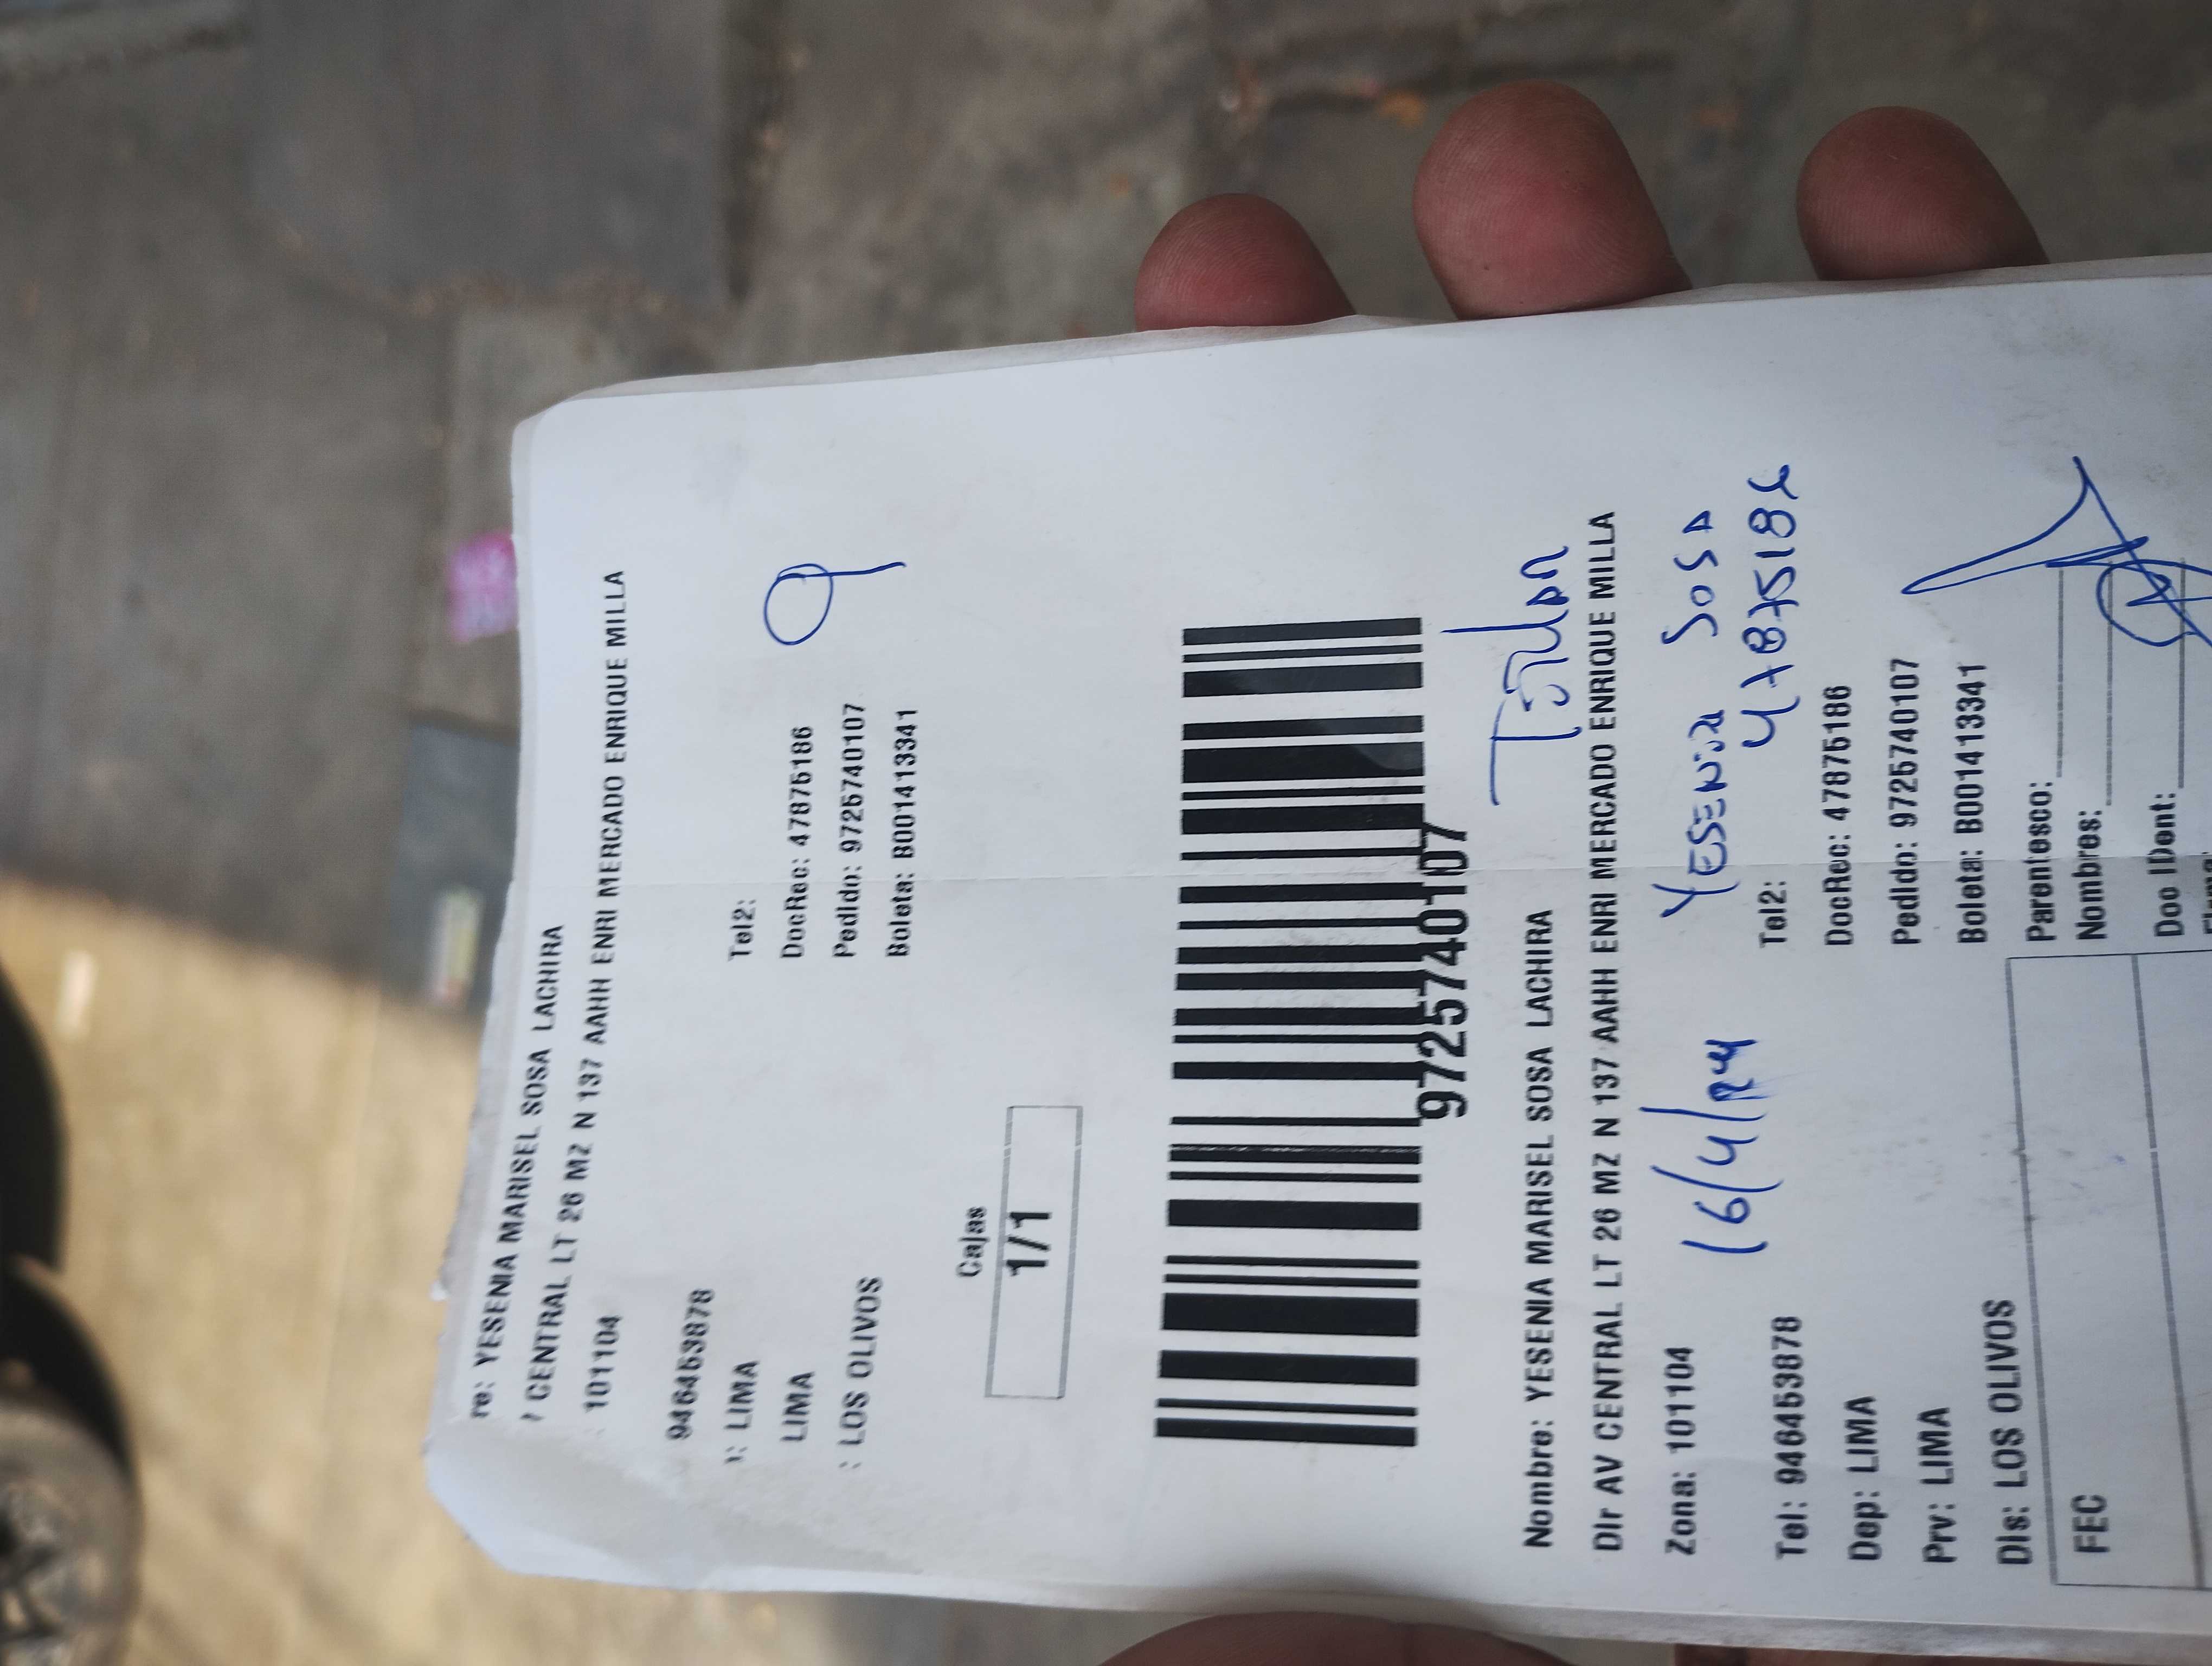 re: YESENIA MARISEL SOSA LACHIRA
CENTRAL LT 26 MZ N 137 AAHH ENRI MERCADO ENRIQUE MILLA
: 101104
946453878
Tel2:
): LIMA
DocRec: 47875186
LIMA
Pedido: 9725740107
: LOS OLIVOS
Boleta: B001413341
Cajas
1/1
9725740107
Nombre: YESENIA MARISEL SOSA LACHIRA
Dir AV CENTRAL LT 26 MZ N 137 AAHH ENRI MERCADO ENRIQUE MILLA
Zona: 101104
16/4/24
YESENIA SOSA
47875186
Tel: 946453878
Tel2:
Dep: LIMA
DocRec: 47875186
Prv: LIMA
Pedido: 9725740107
Dis: LOS OLIVOS
Boleta: B001413341
FEC
Parentesco:
Nombres:
Doc IDent: